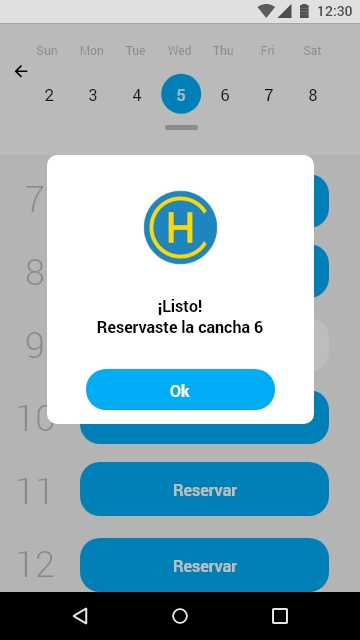 12:30
Sun Mon Tue Wed Thu Fri Sat
2 3 4 5 6 7 8
7
8
H
¡Listo!
Reservaste la cancha 6
9
Ok
10
11 Reservar
12 Reservar